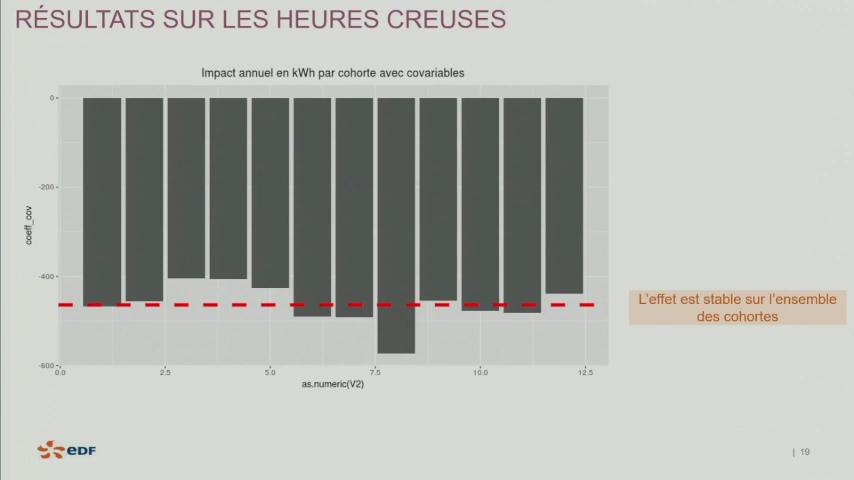 RÉSULTATS SUR LES HEURES CREUSES
Impact annuel en kWh par cohorte avec covariables
0
-200
-400
-600
coeff_cov
0.0
2.5
5.0
7.5
10.0
12.5
as.numeric(V2)
L'effet est stable sur l'ensemble
des cohortes
eDF
| 19